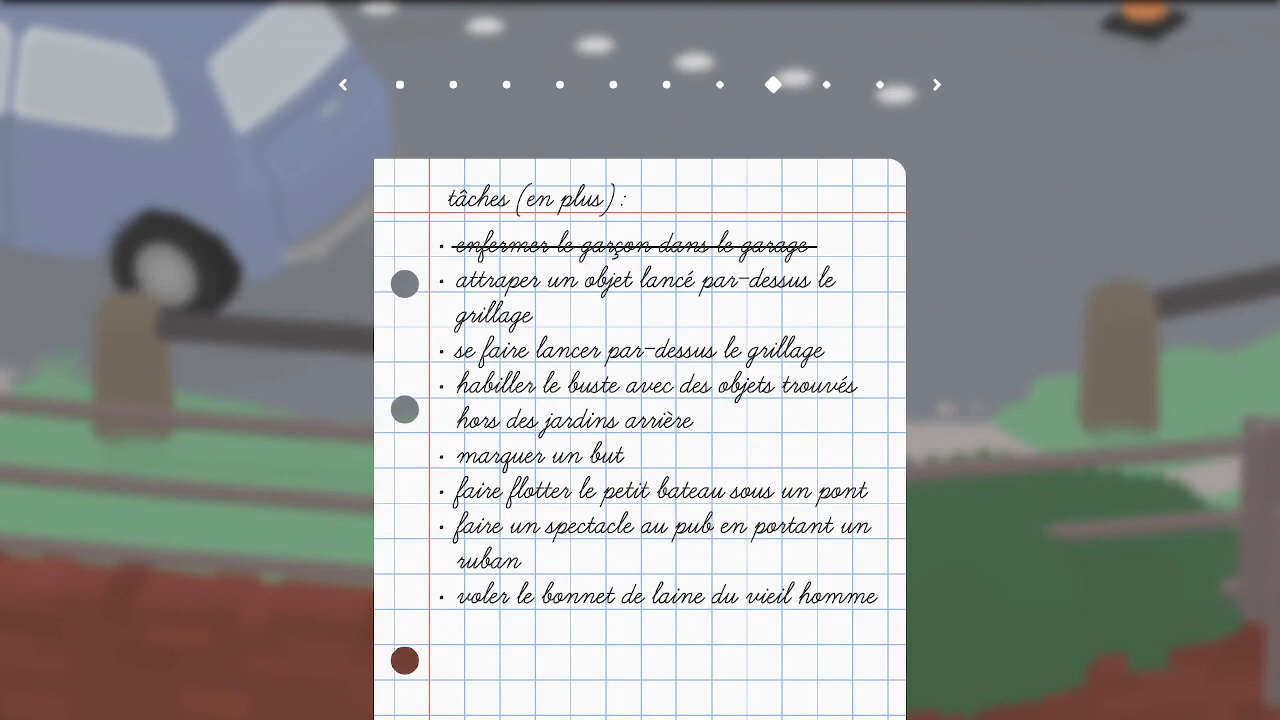 tâches (en plus) :
• enfermer le garçon dans le garage
• attraper un objet lancé par-dessus le
grillage
• se faire lancer par-dessus le grillage
• habiller le buste avec des objets trouvés
hors des jardins arrière
• marquer un but
• faire flotter le petit bateau sous un pont
• faire un spectacle au pub en portant un
ruban
• voler le bonnet de laine du vieil homme